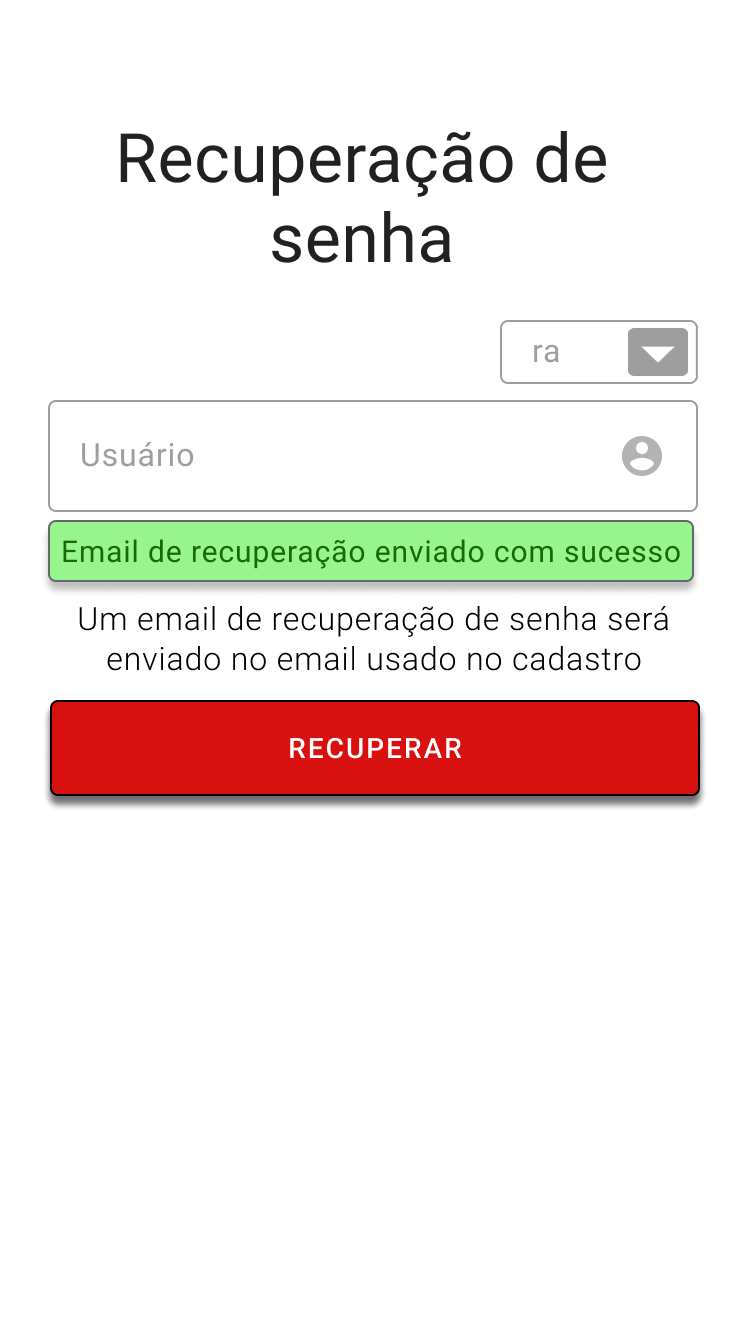 Recuperação de
senha
ra
Usuário
Email de recuperação enviado com sucesso
Um email de recuperação de senha será
enviado no email usado no cadastro
RECUPERAR